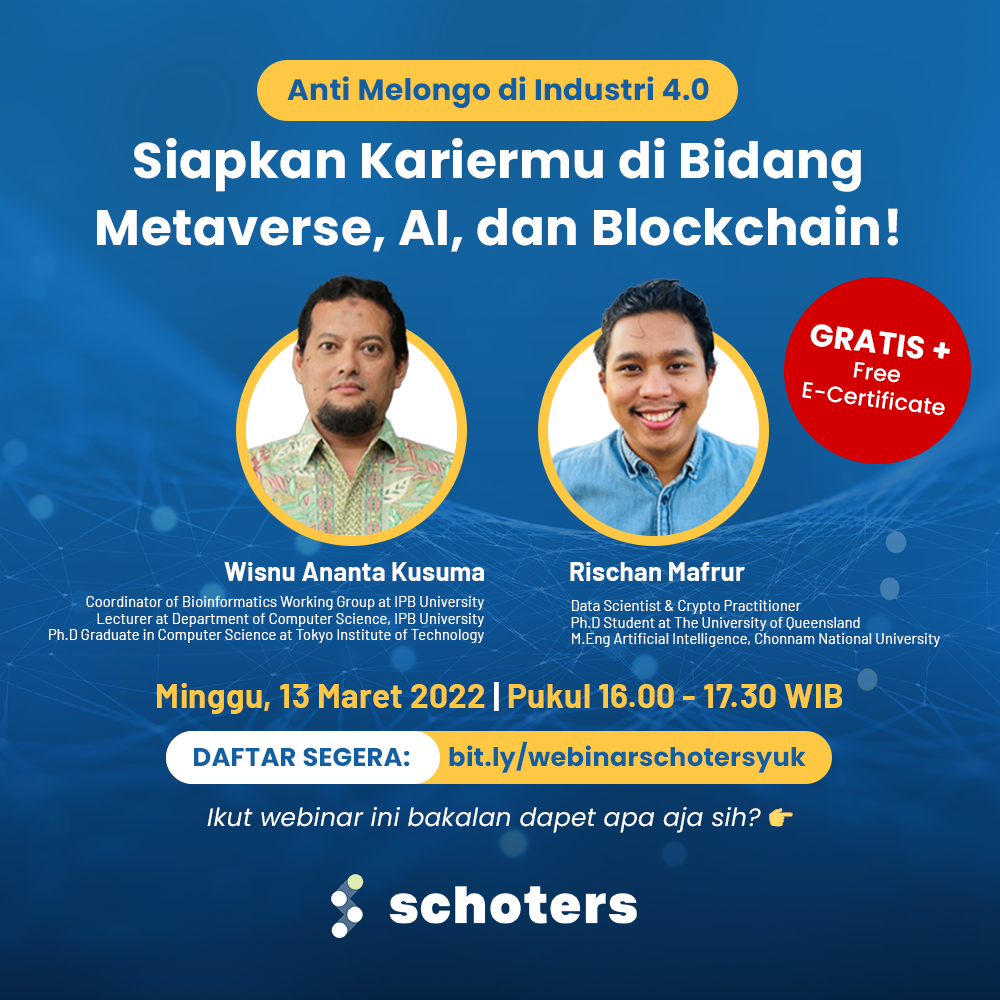 Anti Melongo di Industri 4.0
Siapkan Kariermu di Bidang
Metaverse, AI, dan Blockchain!
GRATIS +
Free
E-Certificate
Wisnu Ananta Kusuma
Coordinator of Bioinformatics Working Group at IPB University
Lecturer at Department of Computer Science, IPB University
Ph.D Graduate in Computer Science at Tokyo Institute of Technology
Rischan Mafrur
Data Scientist & Crypto Practitioner
Ph.D Student at The University of Queensland
M.Eng Artificial Intelligence, Chonnam National University
Minggu, 13 Maret 2022 | Pukul 16.00 - 17.30 WIB
DAFTAR SEGERA: bit.ly/webinarschotersyuk
Ikut webinar ini bakalan dapet apa aja sih? 👉
schoters